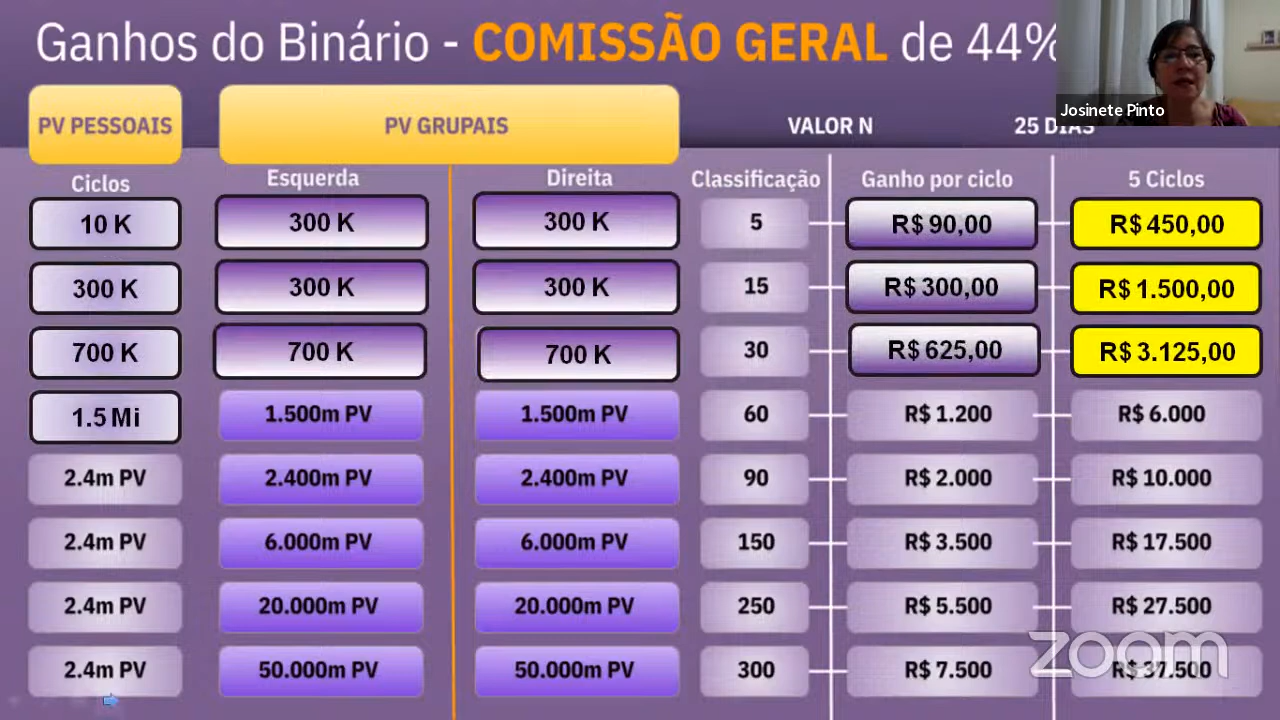 Ganhos do Binário - COMISSÃO GERAL de 44%
Josinete Pinto
PV PESSOAIS PV GRUPAIS VALOR N 25 DIAS
Ciclos Esquerda Direita Classificação Ganho por ciclo 5 Ciclos
10 K 300 K 300 K 5 R$ 90,00 R$ 450,00
300 K 300 K 300 K 15 R$ 300,00 R$ 1.500,00
700 K 700 K 700 K 30 R$ 625,00 R$ 3.125,00
1.5 Mi 1.500m PV 1.500m PV 60 R$ 1.200 R$ 6.000
2.4m PV 2.400m PV 2.400m PV 90 R$ 2.000 R$ 10.000
2.4m PV 6.000m PV 6.000m PV 150 R$ 3.500 R$ 17.500
2.4m PV 20.000m PV 20.000m PV 250 R$ 5.500 R$ 27.500
2.4m PV 50.000m PV 50.000m PV 300 R$ 7.500 R$ 37.500
zoom